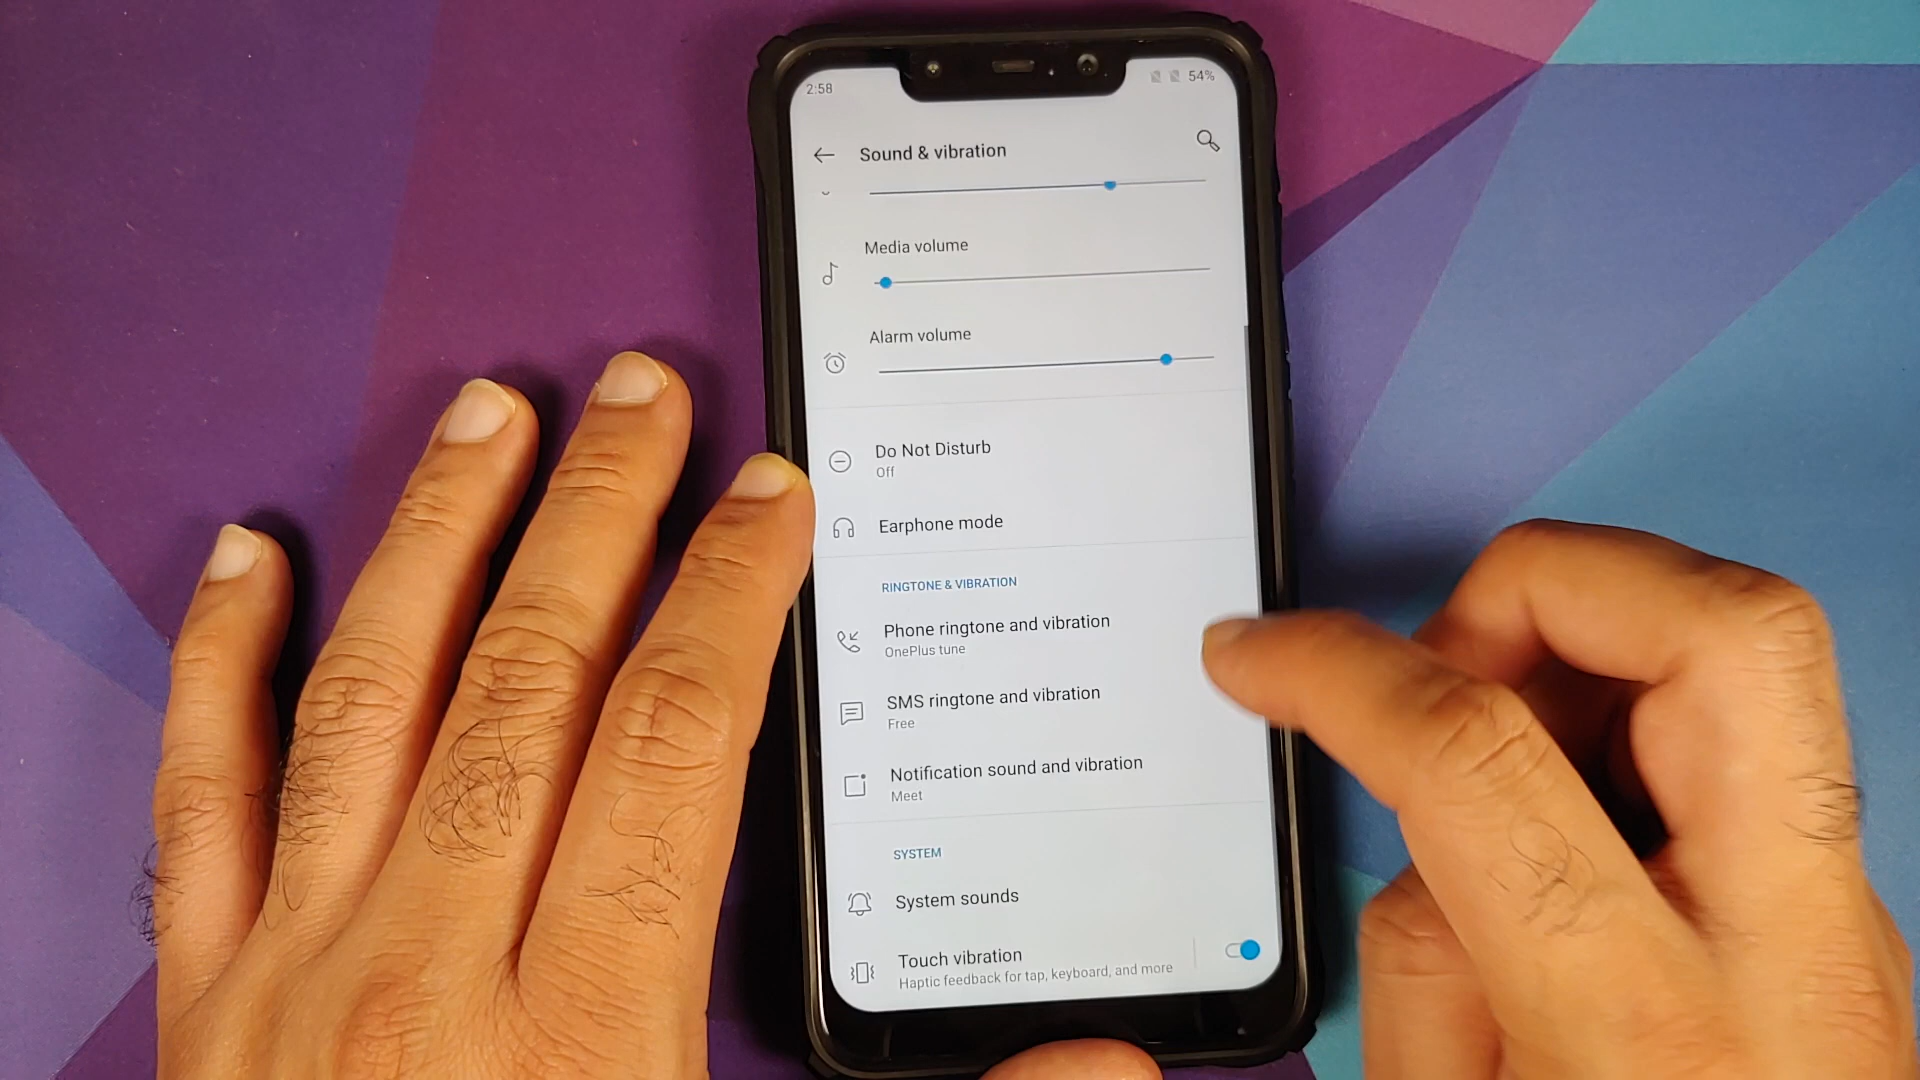 2:58
54%
Sound & vibration
Media volume
Alarm volume
Do Not Disturb
Off
Earphone mode
RINGTONE & VIBRATION
Phone ringtone and vibration
OnePlus tune
SMS ringtone and vibration
Free
Notification sound and vibration
Meet
SYSTEM
System sounds
Touch vibration
Haptic feedback for tap, keyboard, and more